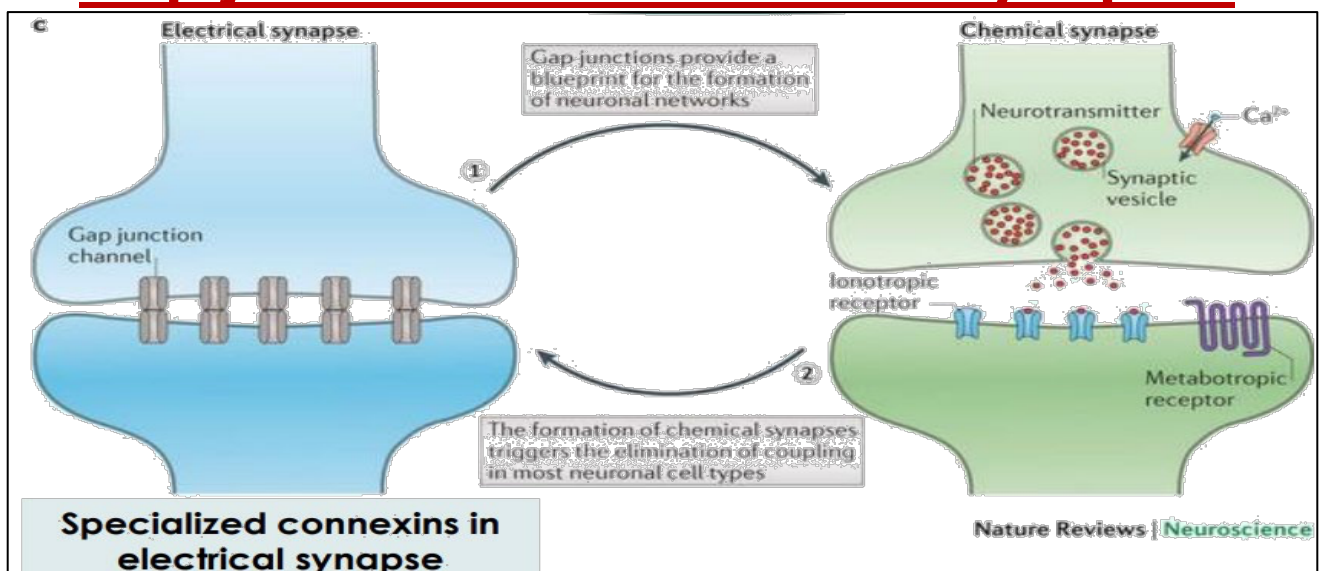 c
Electrical synapse
Chemical synapse
Gap junctions provide a
blueprint for the formation
of neuronal networks
1
Gap junction
channel
Neurotransmitter
Ca²⁺
Synaptic
vesicle
Ionotropic
receptor
2
Metabotropic
receptor
The formation of chemical synapses
triggers the elimination of coupling
in most neuronal cell types
Specialized connexins in
electrical synapse
Nature Reviews | Neuroscience